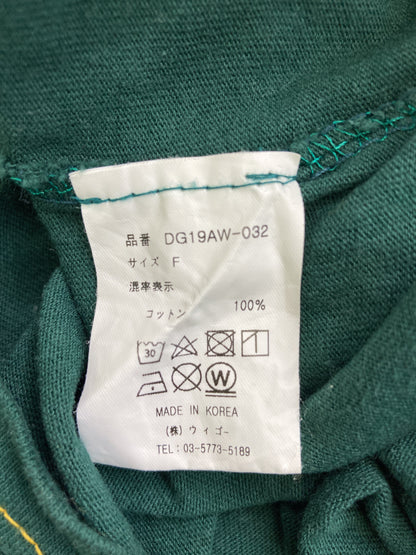 品番 DG19AW-032
サイズ F
混率表示
コットン 100%
30
W
MADE IN KOREA
(株) ウィゴー
TEL: 03-5773-5189